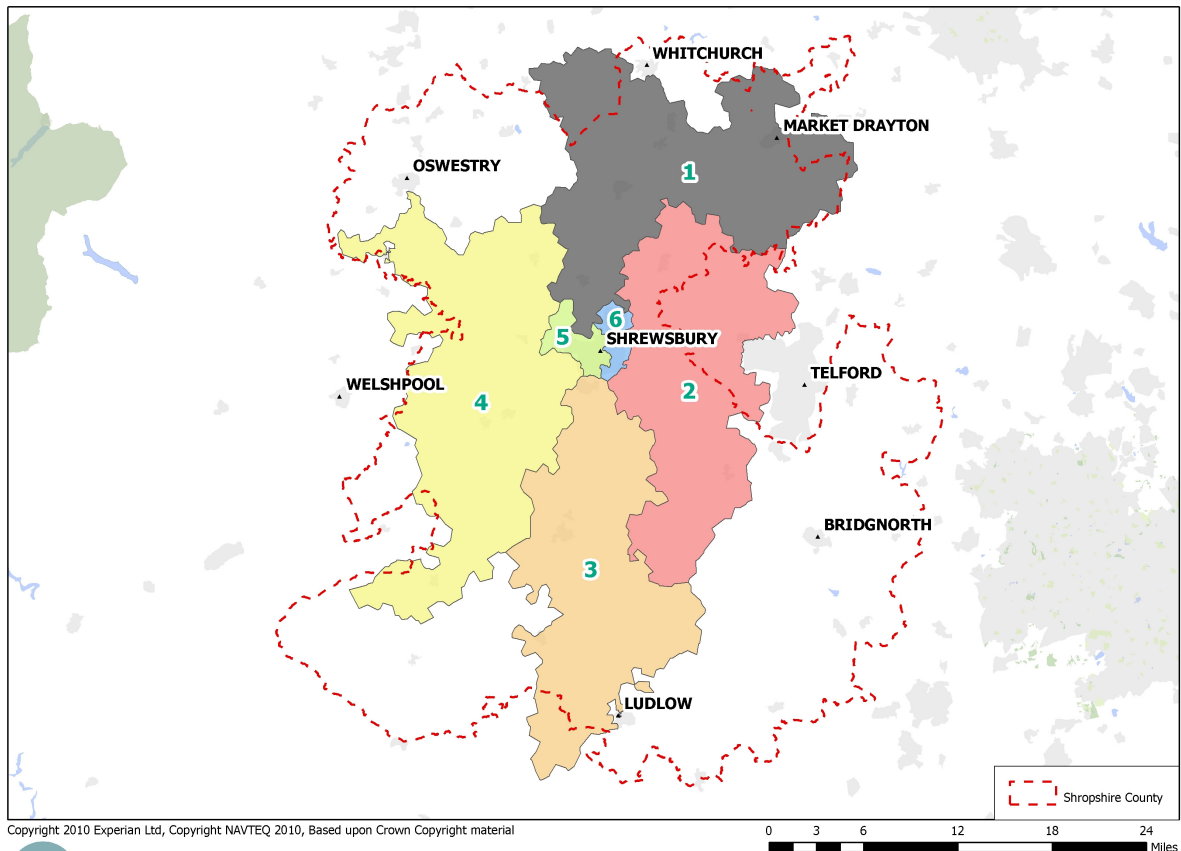 WHITCHURCH
MARKET DRAYTON
OSWESTRY
1
6
5
SHREWSBURY
TELFORD
WELSHPOOL
4
2
BRIDGNORTH
3
LUDLOW
Shropshire County
Copyright 2010 Experian Ltd, Copyright NAVTEQ 2010, Based upon Crown Copyright material
0 3 6 12 18 24
Miles